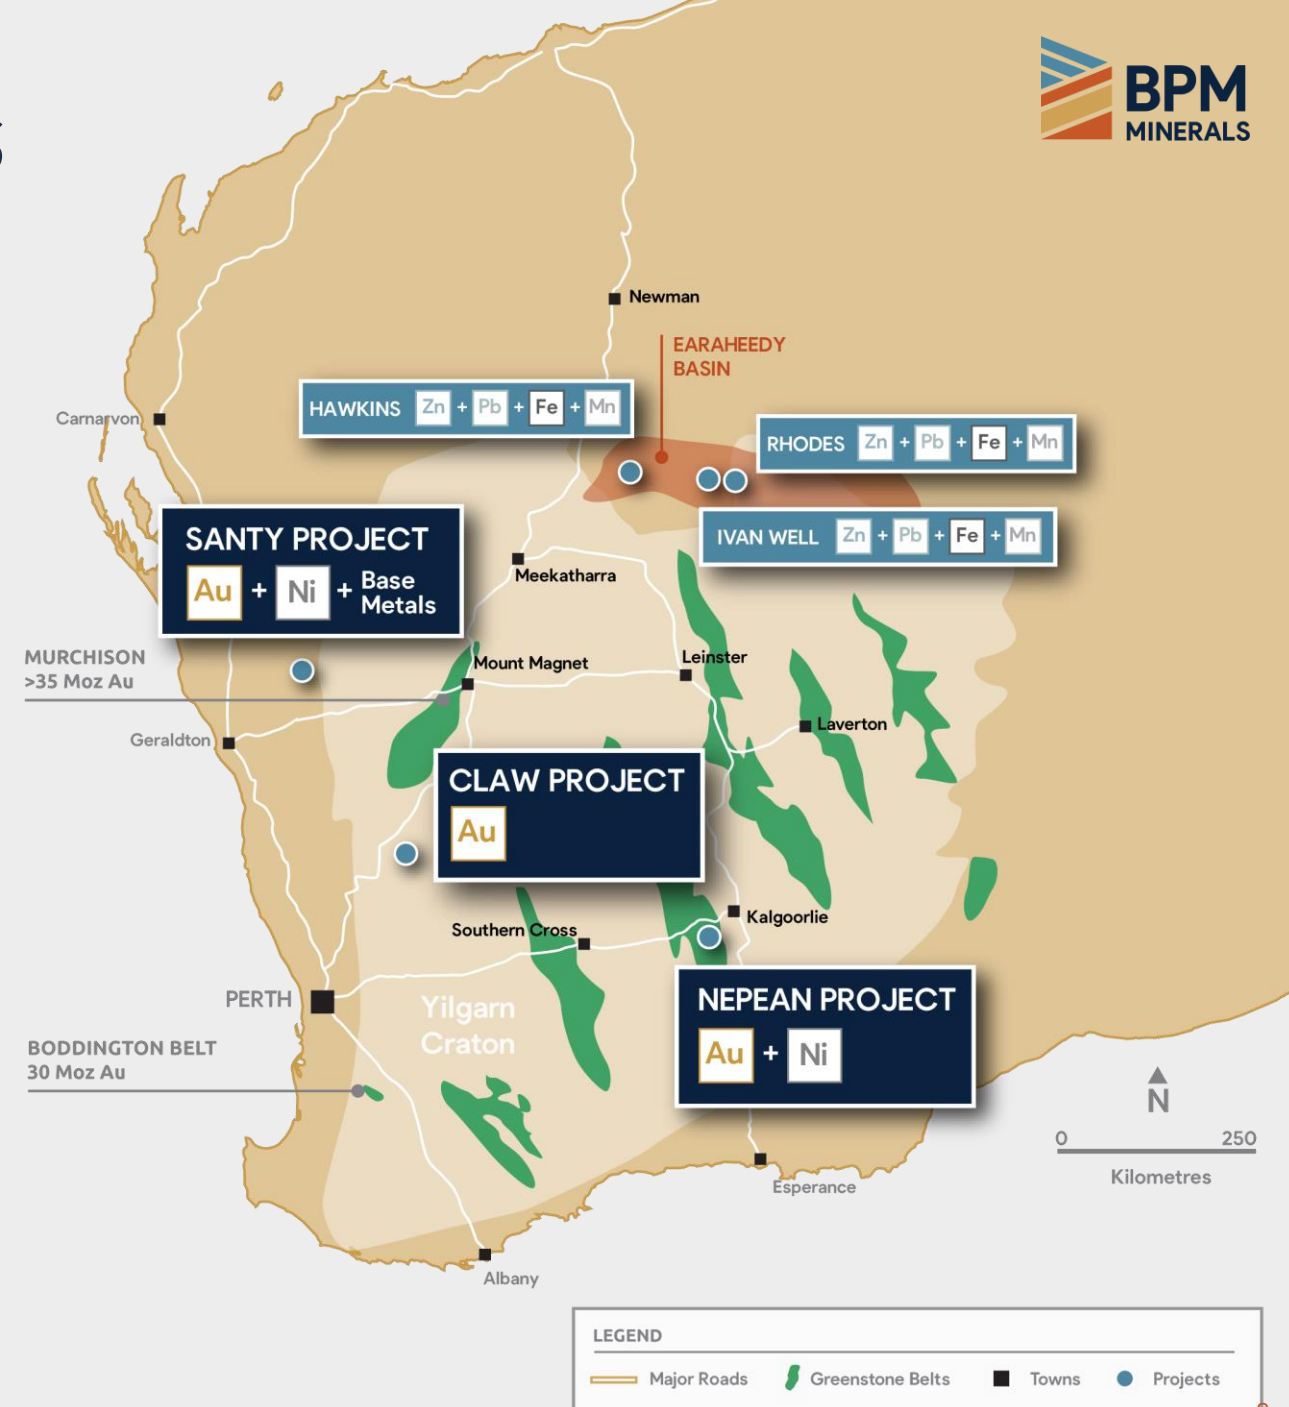 BPM
MINERALS
Newman
EARAHEEDY
BASIN
HAWKINS Zn + Pb + Fe + Mn
Carnarvon
RHODES Zn + Pb + Fe + Mn
SANTY PROJECT
Au + Ni + Base
Metals
IVAN WELL Zn + Pb + Fe + Mn
Meekatharra
MURCHISON
>35 Moz Au
Mount Magnet
Leinster
Geraldton
Laverton
CLAW PROJECT
Au
Kalgoorlie
Southern Cross
PERTH
Yilgarn
Craton
NEPEAN PROJECT
Au + Ni
BODDINGTON BELT
30 Moz Au
N
0 250
Kilometres
Esperance
Albany
LEGEND
Major Roads Greenstone Belts Towns Projects